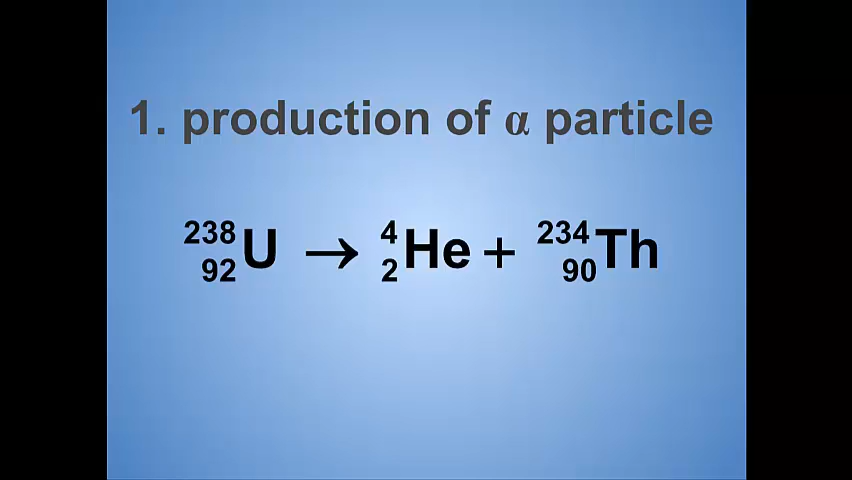 1. production of α particle
²³⁸₉₂U → ⁴₂He + ²³⁴₉₀Th